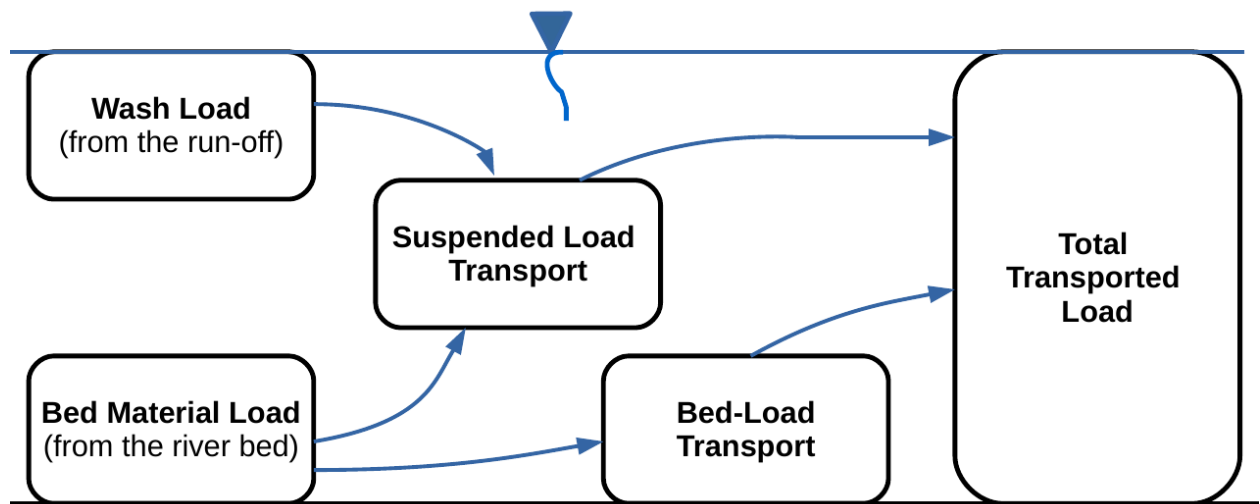 Wash Load
(from the run-off)
Suspended Load
Transport
Total
Transported
Load
Bed Material Load
(from the river bed)
Bed-Load
Transport